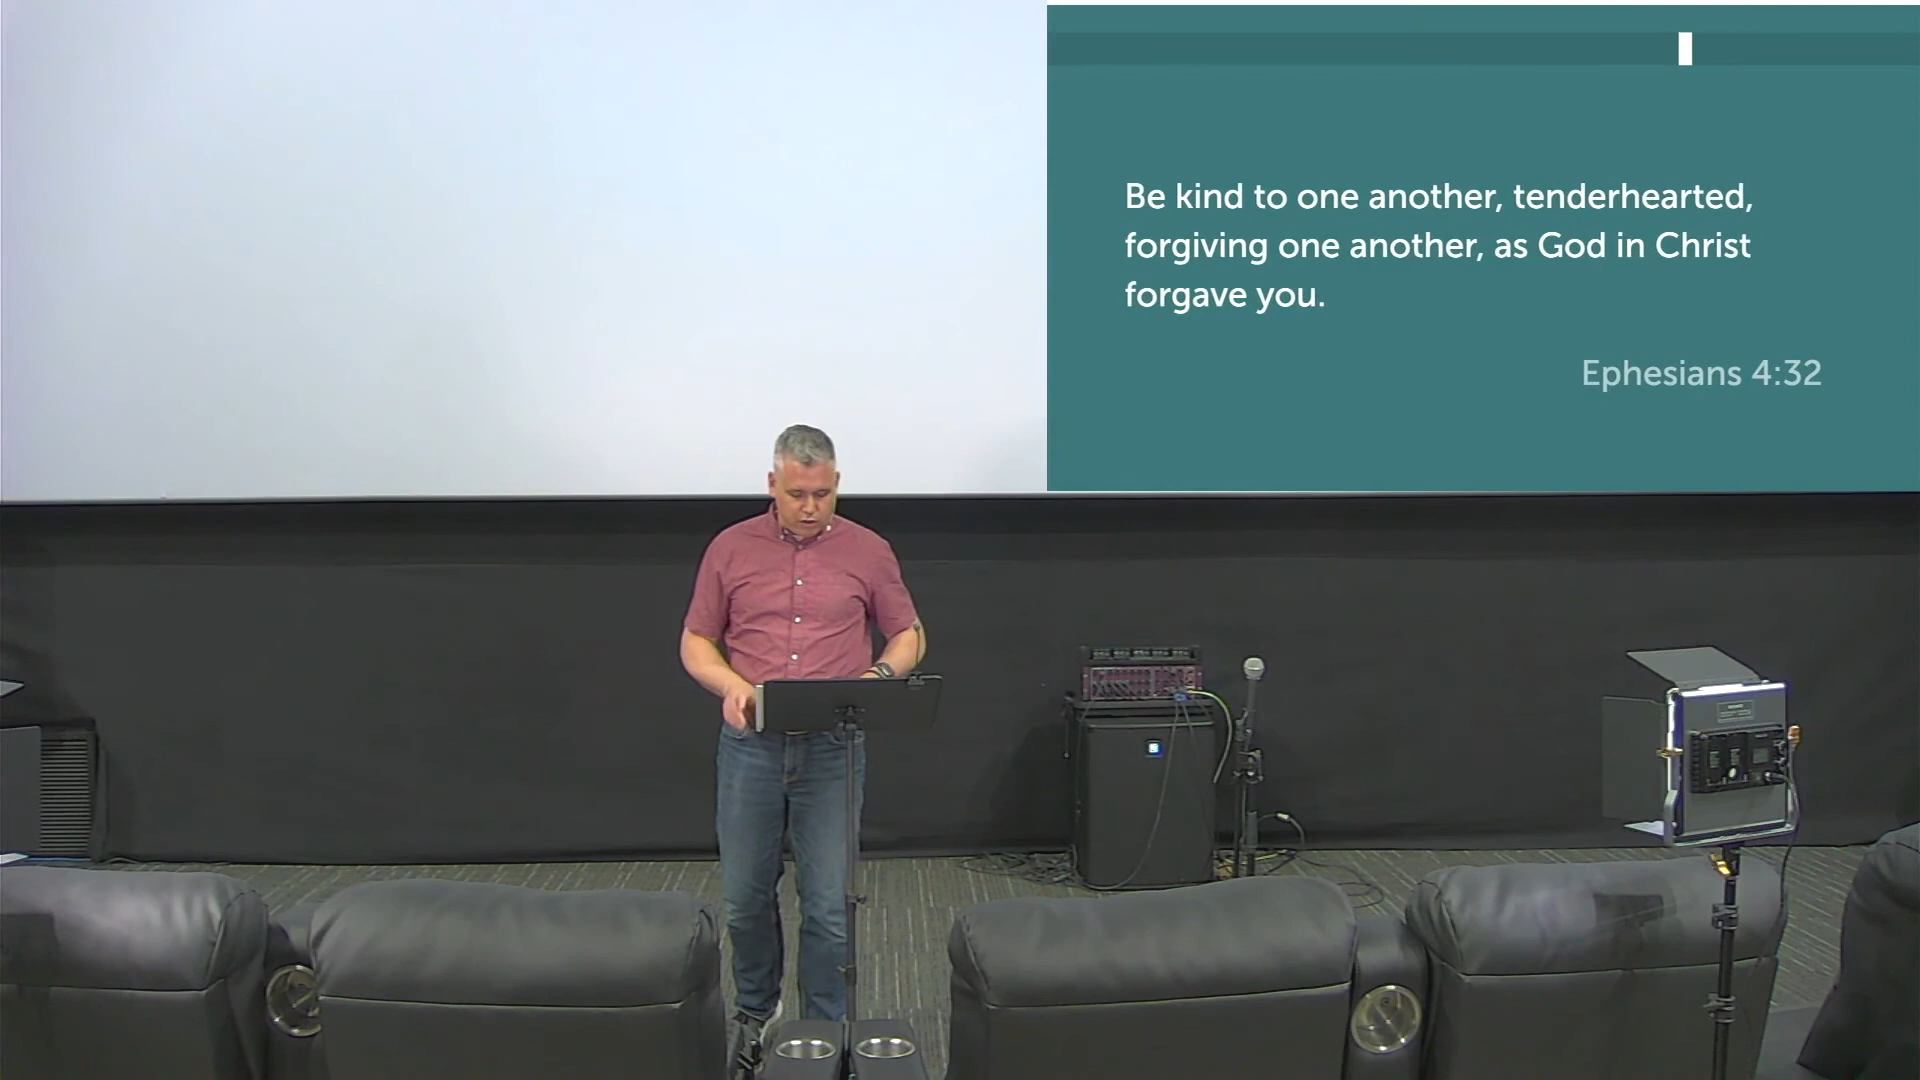 Be kind to one another, tenderhearted,
forgiving one another, as God in Christ
forgave you.
Ephesians 4:32